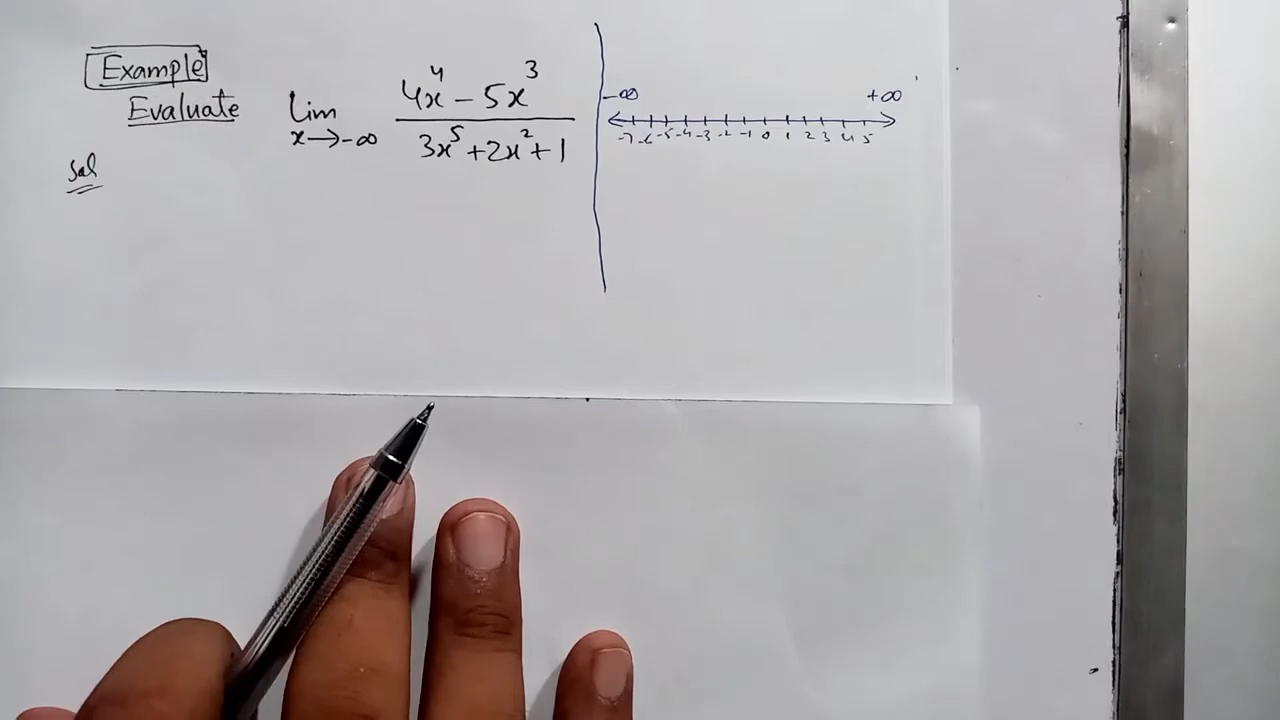 Example
Evaluate Lim x→-∞ (4x⁴ - 5x³)/(3x⁵ + 2x² + 1)
Sol
-∞ +∞
-7 -6 -5 -4 -3 -2 -1 0 1 2 3 4 5